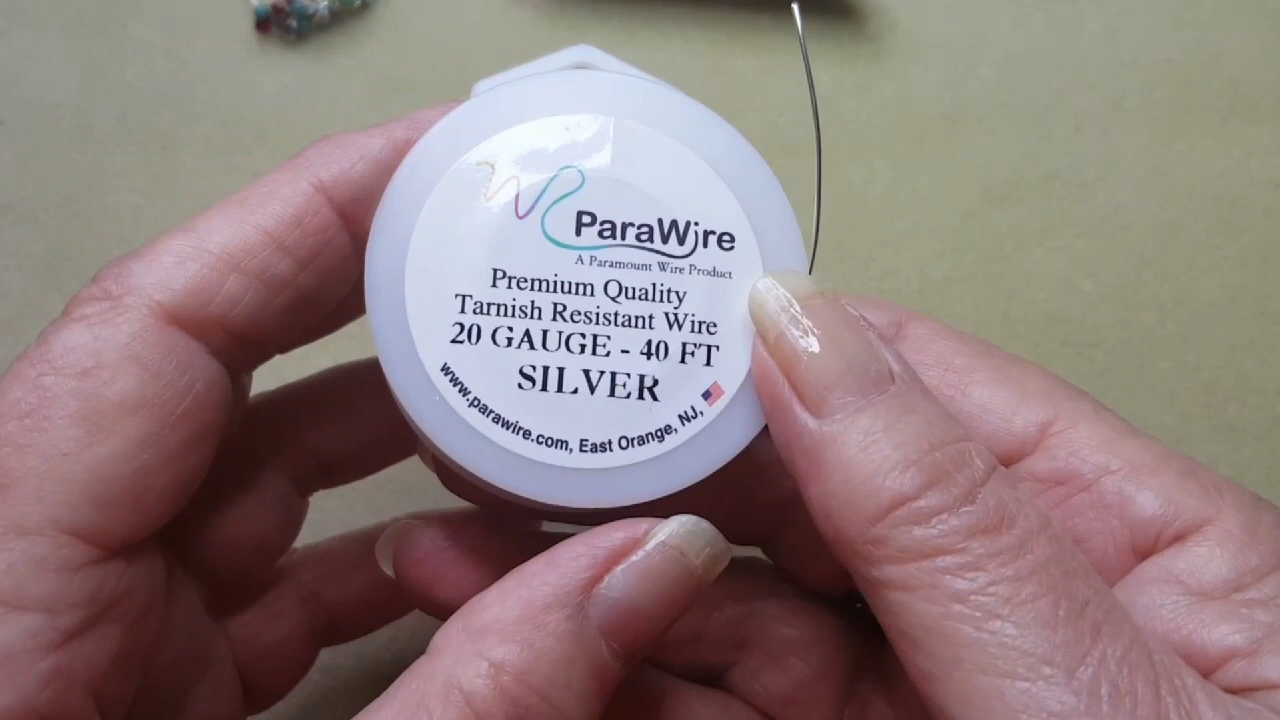 ParaWire
A Paramount Wire Product
Premium Quality
Tarnish Resistant Wire
20 GAUGE - 40 FT
SILVER
www.parawire.com, East Orange, NJ,